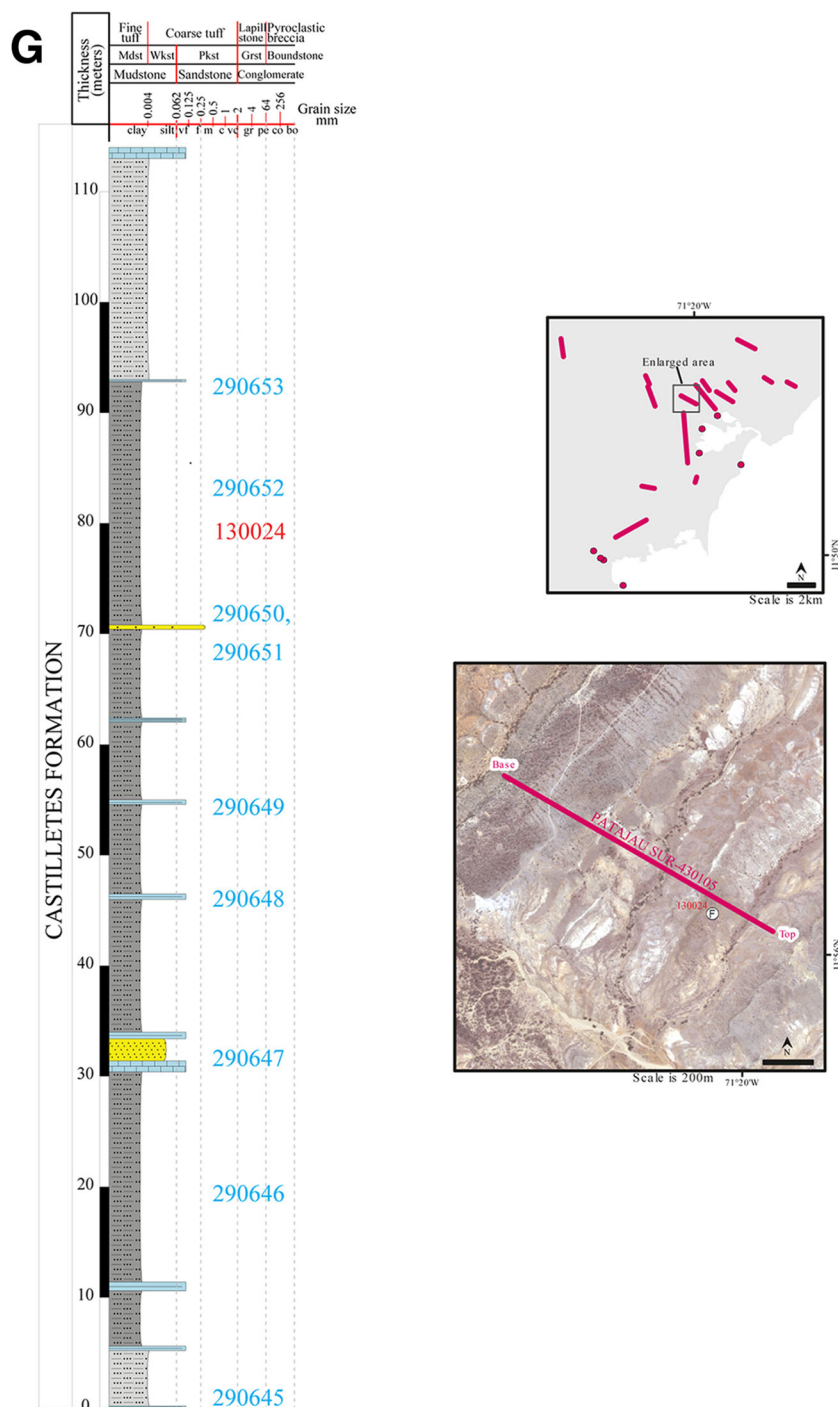 G
Thickness
(meters)
Fine
tuff
Coarse tuff
Lapill
stone
Pyroclastic
breccia
Mdst
Wkst
Pkst
Grst
Boundstone
Mudstone
Sandstone
Conglomerate
0.004
0.062
0.125
0.25
0.5
1
2
4
64
256
Grain size
mm
clay
silt
vf
f
m
c
vc
gr
pe
co
bo
110
100
290653
90
290652
80
130024
290650,
70
290651
60
290649
50
290648
40
290647
30
290646
20
10
290645
0
CASTILLETES FORMATION
71°20'W
Enlarged area
11°50'N
N
Scale is 2km
Base
PATAJAU SUR-430105
130024
F
Top
N
Scale is 200m
71°20'W